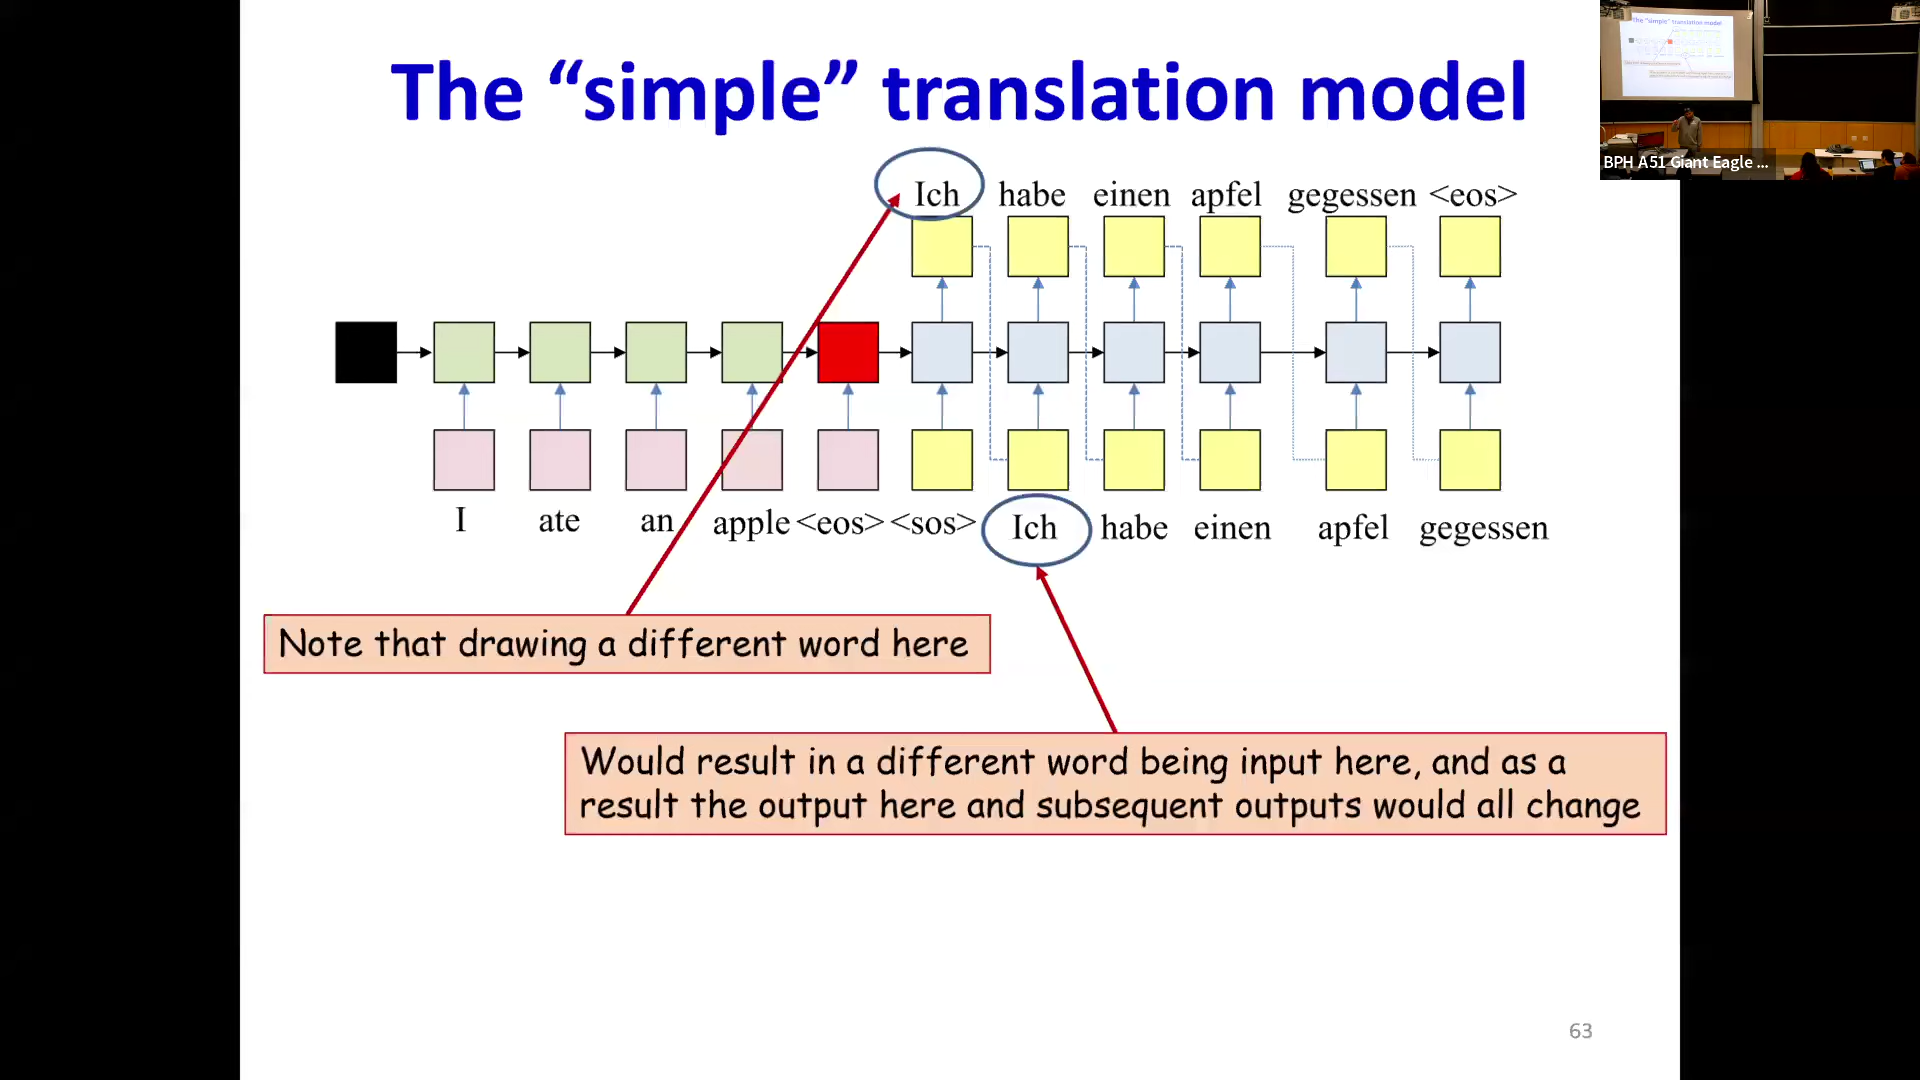 The “simple” translation model
BPH A51 Giant Eagle ...
Ich habe einen apfel gegessen <eos>
I ate an apple <eos> <sos> Ich habe einen apfel gegessen
Note that drawing a different word here
Would result in a different word being input here, and as a
result the output here and subsequent outputs would all change
63